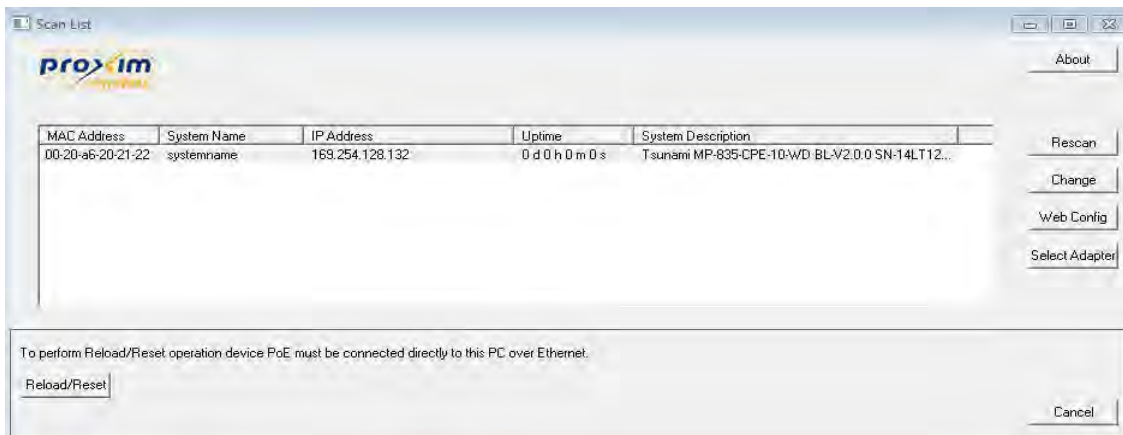 Scan List
proxim
About
MAC Address System Name IP Address Uptime System Description
00-20-a6-20-21-22 systemname 169.254.128.132 0 d 0 h 0 m 0 s Tsunami MP-835-CPE-10-WD BL-V2.0.0 SN-14LT12...
Rescan
Change
Web Config
Select Adapter
To perform Reload/Reset operation device PoE must be connected directly to this PC over Ethernet.
Reload/Reset
Cancel